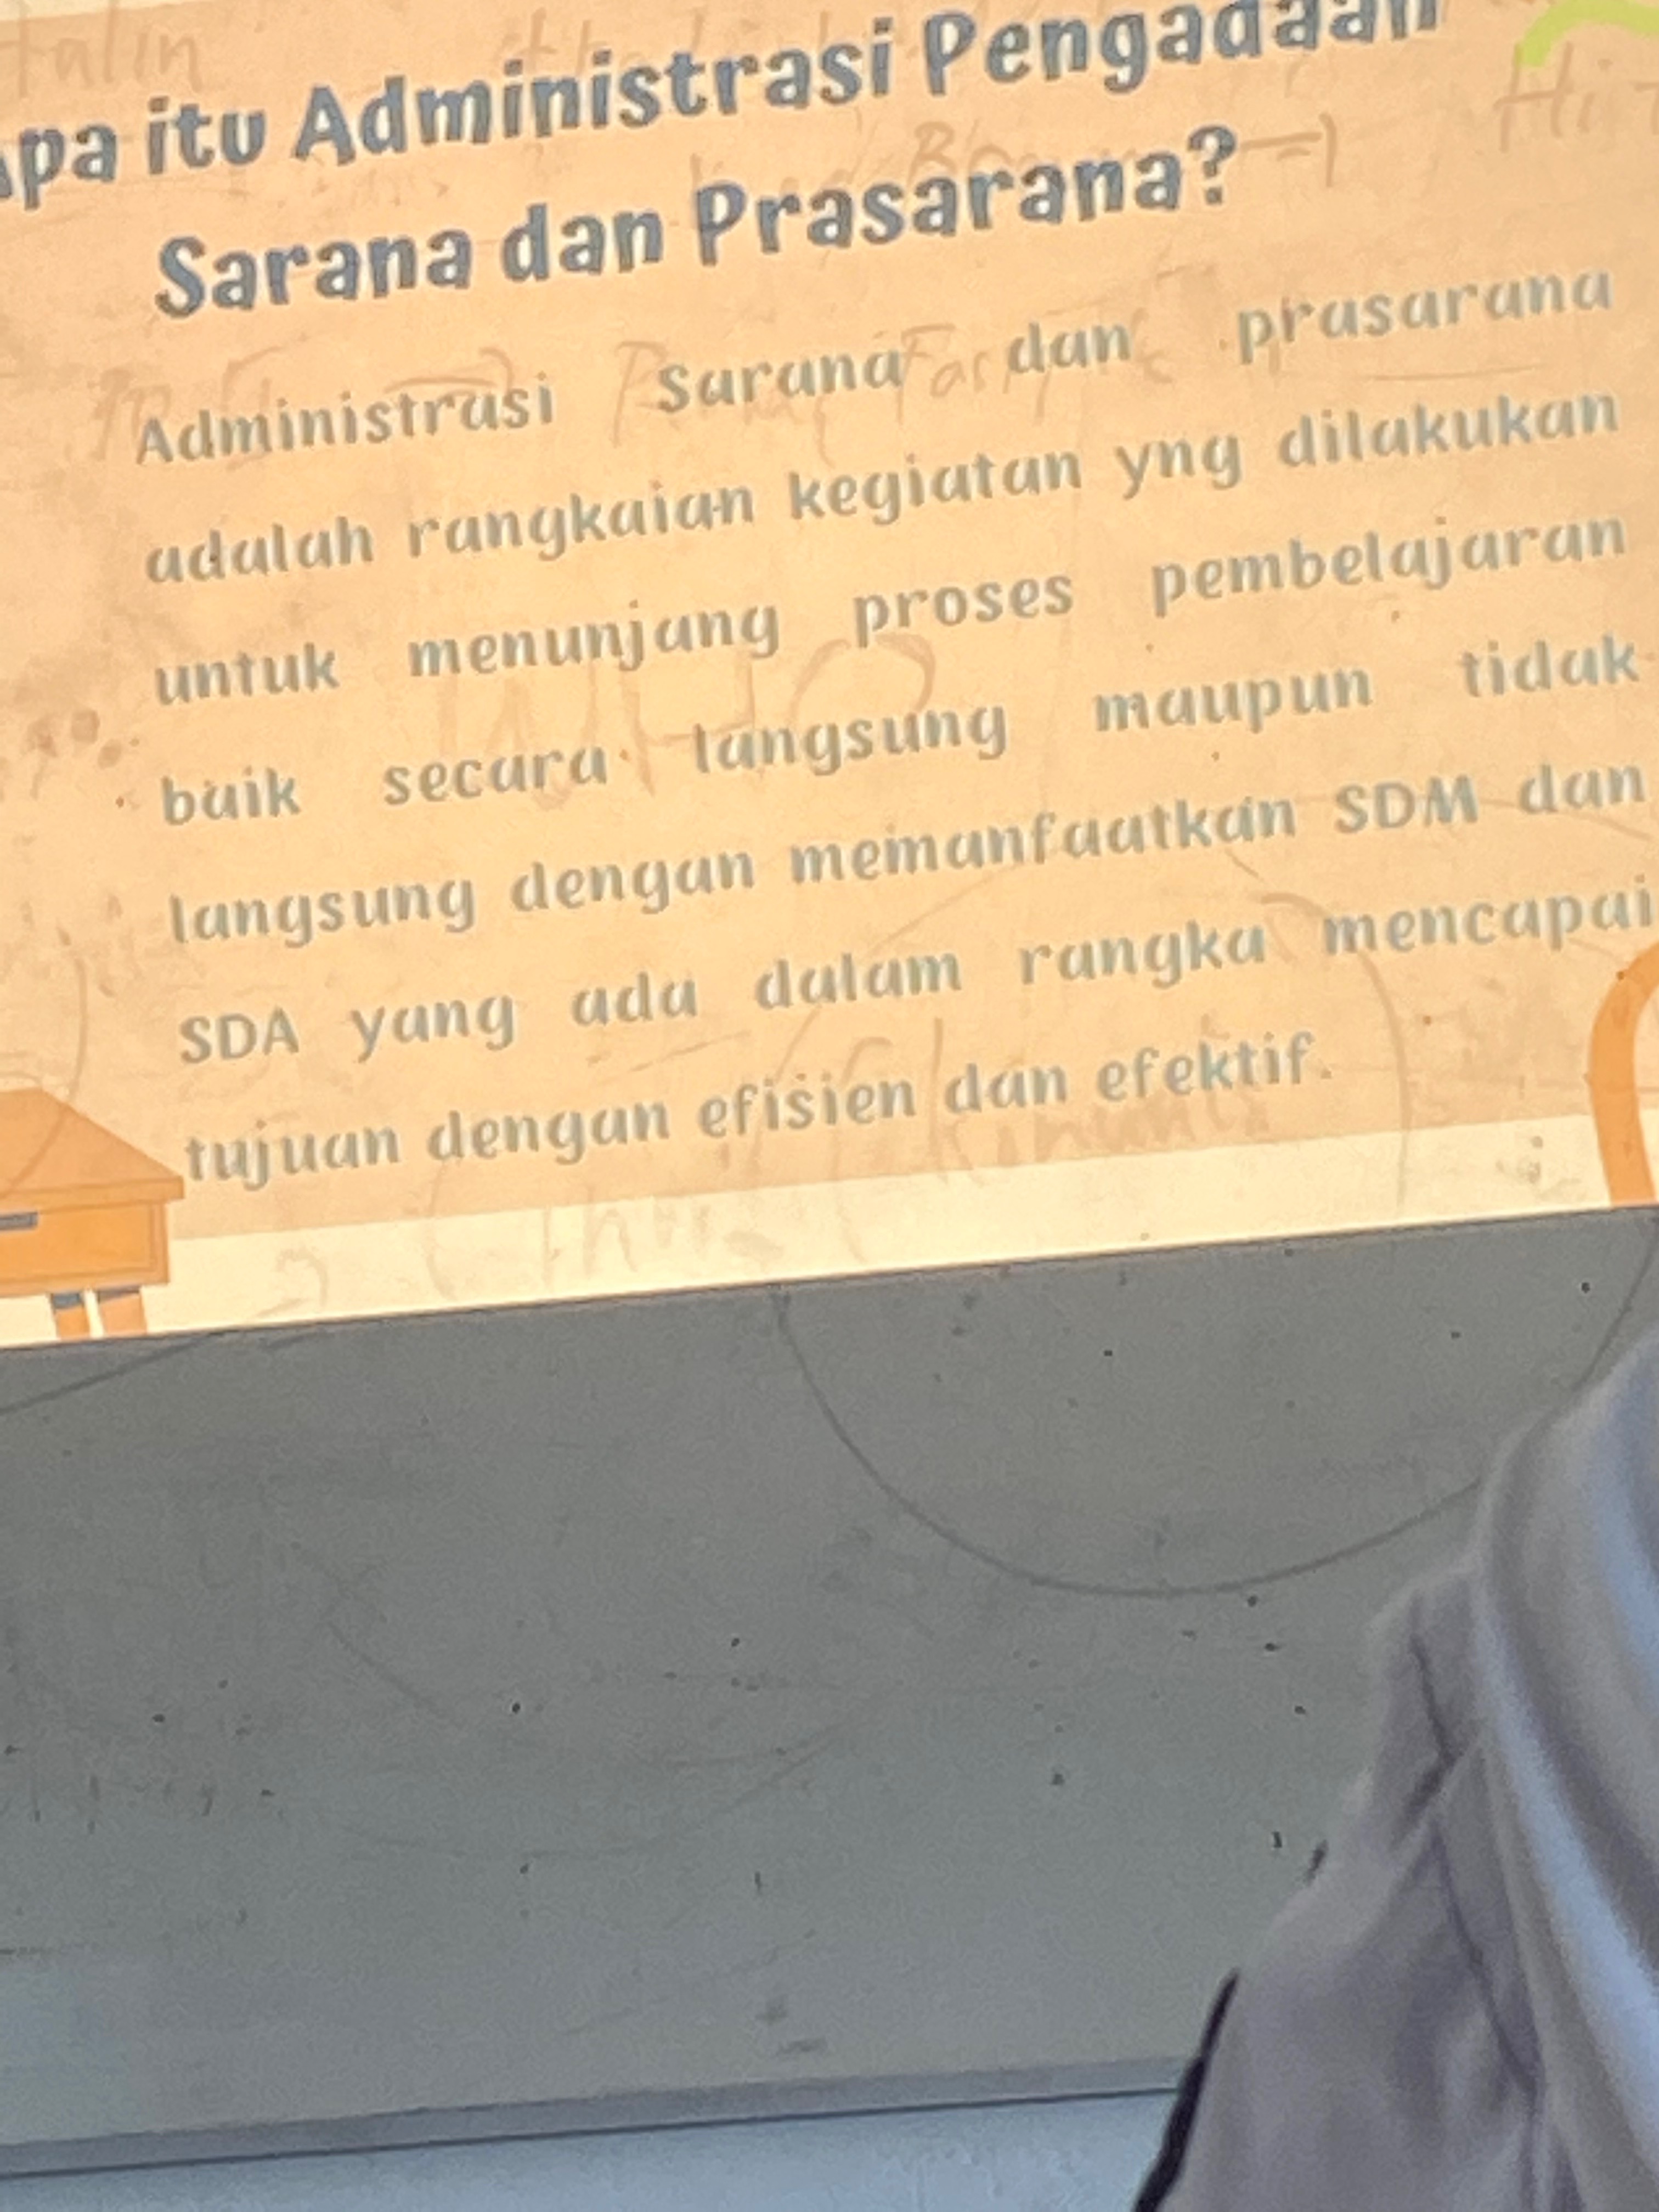 pa itu Administrasi Pengadaan
Sarana dan Prasarana?
Administrasi Sarana dan prasarana
adalah rangkaian kegiatan yng dilakukan
untuk menunjang proses pembelajaran
baik secara langsung maupun tidak
langsung dengan memanfaatkan SDM dan
SDA yang ada dalam rangka mencapai
tujuan dengan efisien dan efektif.
WHO